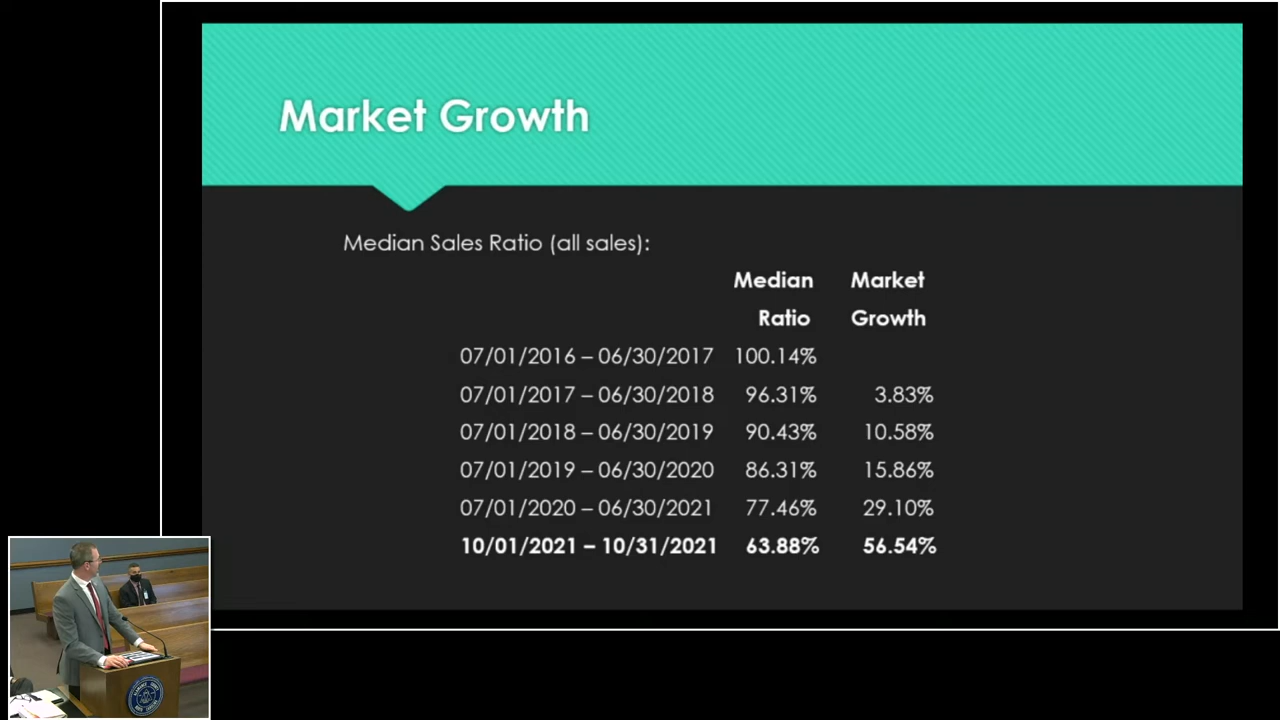 Market Growth
Median Sales Ratio (all sales):
Median Market
Ratio Growth
07/01/2016 – 06/30/2017 100.14%
07/01/2017 – 06/30/2018 96.31% 3.83%
07/01/2018 – 06/30/2019 90.43% 10.58%
07/01/2019 – 06/30/2020 86.31% 15.86%
07/01/2020 – 06/30/2021 77.46% 29.10%
10/01/2021 – 10/31/2021 63.88% 56.54%